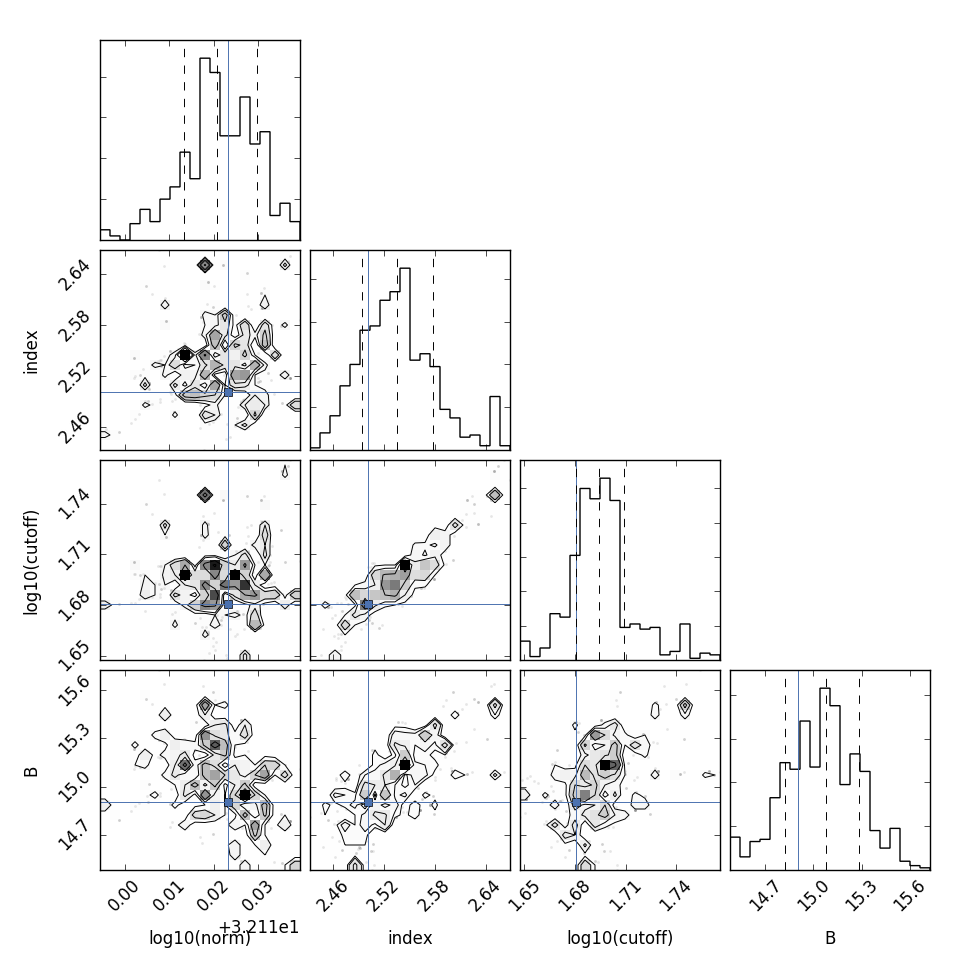 2.64
2.58
2.52
2.46
index
1.74
1.71
1.68
1.65
log10(cutoff)
15.6
15.3
15.0
14.7
B
0.00 0.01 0.02 0.03
+3.211e1
log10(norm)
2.46 2.52 2.58 2.64
index
1.65 1.68 1.71 1.74
log10(cutoff)
14.7 15.0 15.3 15.6
B